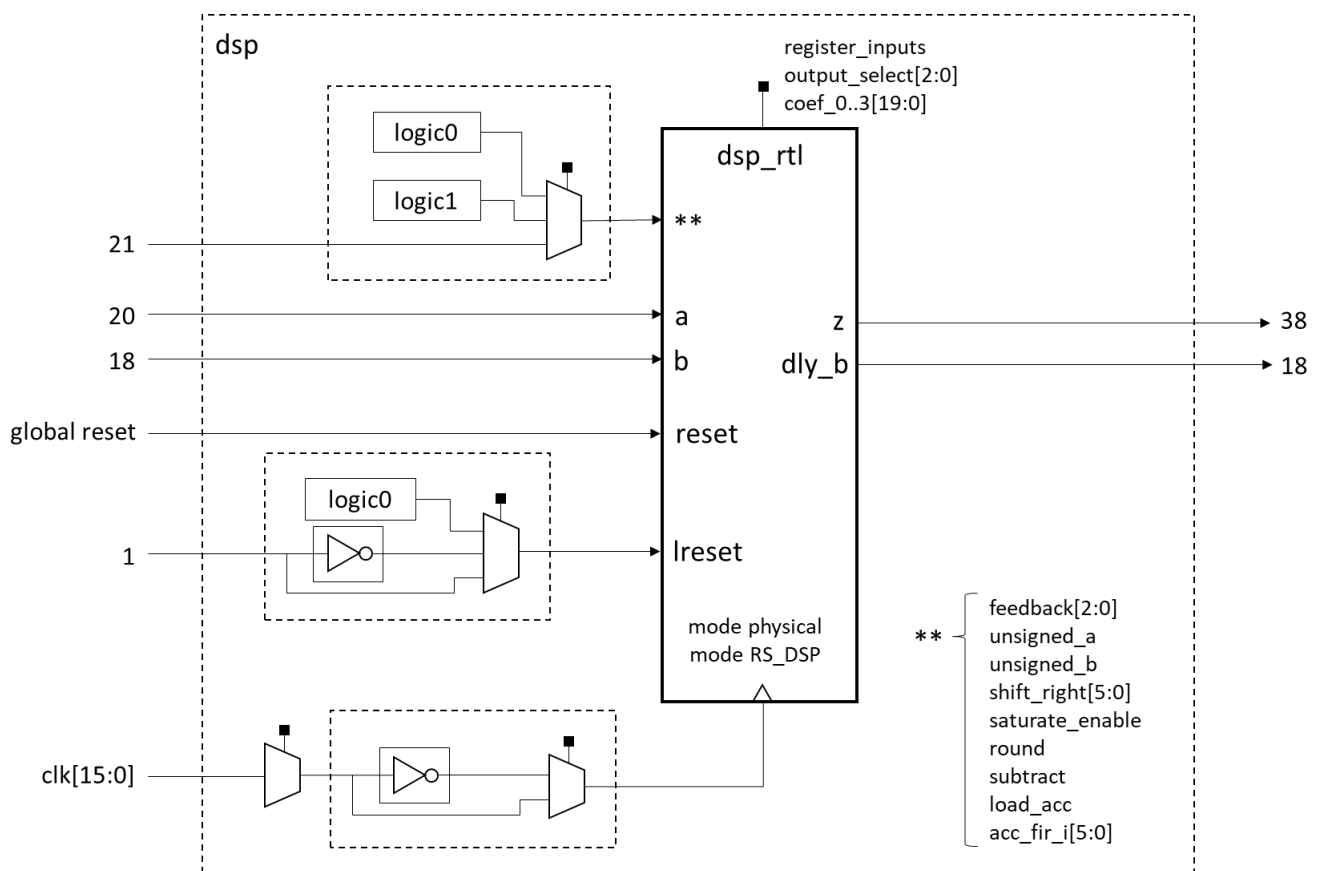 dsp
register_inputs
output_select[2:0]
coef_0..3[19:0]
logic0
logic1
dsp_rtl
**
21
20
a
z
38
18
b
dly_b
18
global reset
reset
logic0
1
lreset
mode physical
mode RS_DSP
**
feedback[2:0]
unsigned_a
unsigned_b
shift_right[5:0]
saturate_enable
round
subtract
load_acc
acc_fir_i[5:0]
clk[15:0]